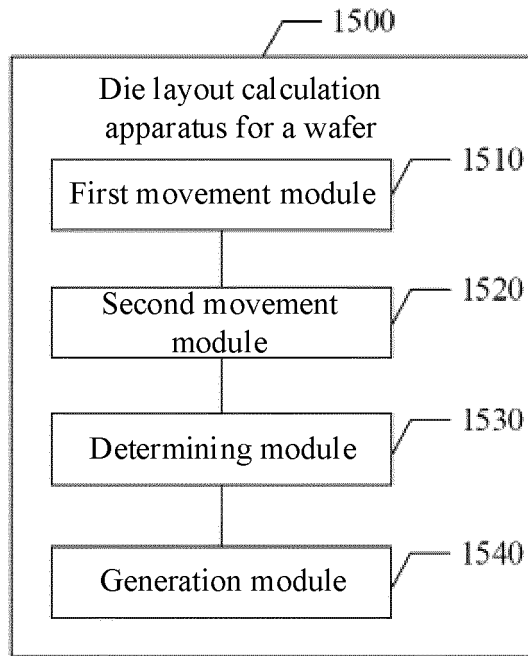 1500
Die layout calculation
apparatus for a wafer
1510
First movement module
1520
Second movement
module
1530
Determining module
1540
Generation module